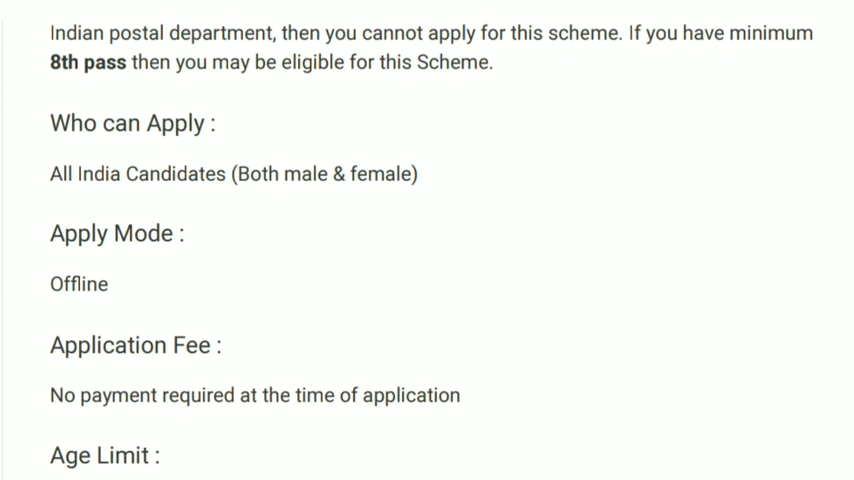 Indian postal department, then you cannot apply for this scheme. If you have minimum
8th pass then you may be eligible for this Scheme.
Who can Apply :
All India Candidates (Both male & female)
Apply Mode :
Offline
Application Fee :
No payment required at the time of application
Age Limit :